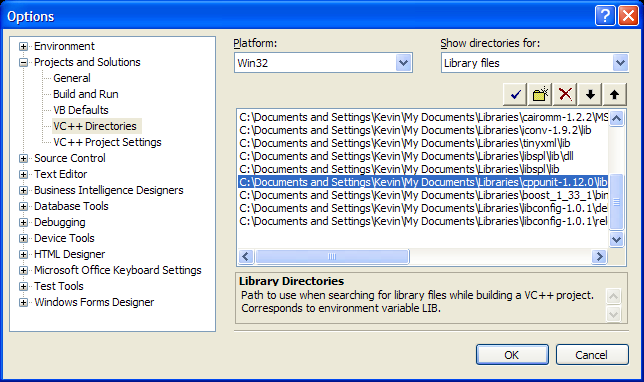 Options
Environment
Projects and Solutions
General
Build and Run
VB Defaults
VC++ Directories
VC++ Project Settings
Source Control
Text Editor
Business Intelligence Designers
Database Tools
Debugging
Device Tools
HTML Designer
Microsoft Office Keyboard Settings
Test Tools
Windows Forms Designer
Platform:
Win32
Show directories for:
Library files
C:\Documents and Settings\Kevin\My Documents\Libraries\cairomm-1.2.2\MS
C:\Documents and Settings\Kevin\My Documents\Libraries\iconv-1.9.2\lib
C:\Documents and Settings\Kevin\My Documents\Libraries\tinyxml\lib
C:\Documents and Settings\Kevin\My Documents\Libraries\libspl\lib\dll
C:\Documents and Settings\Kevin\My Documents\Libraries\libspl\lib
C:\Documents and Settings\Kevin\My Documents\Libraries\cppunit-1.12.0\lib
C:\Documents and Settings\Kevin\My Documents\Libraries\boost_1_33_1\bin
C:\Documents and Settings\Kevin\My Documents\Libraries\libconfig-1.0.1\de
C:\Documents and Settings\Kevin\My Documents\Libraries\libconfig-1.0.1\rel
Library Directories
Path to use when searching for library files while building a VC++ project.
Corresponds to environment variable LIB.
OK
Cancel